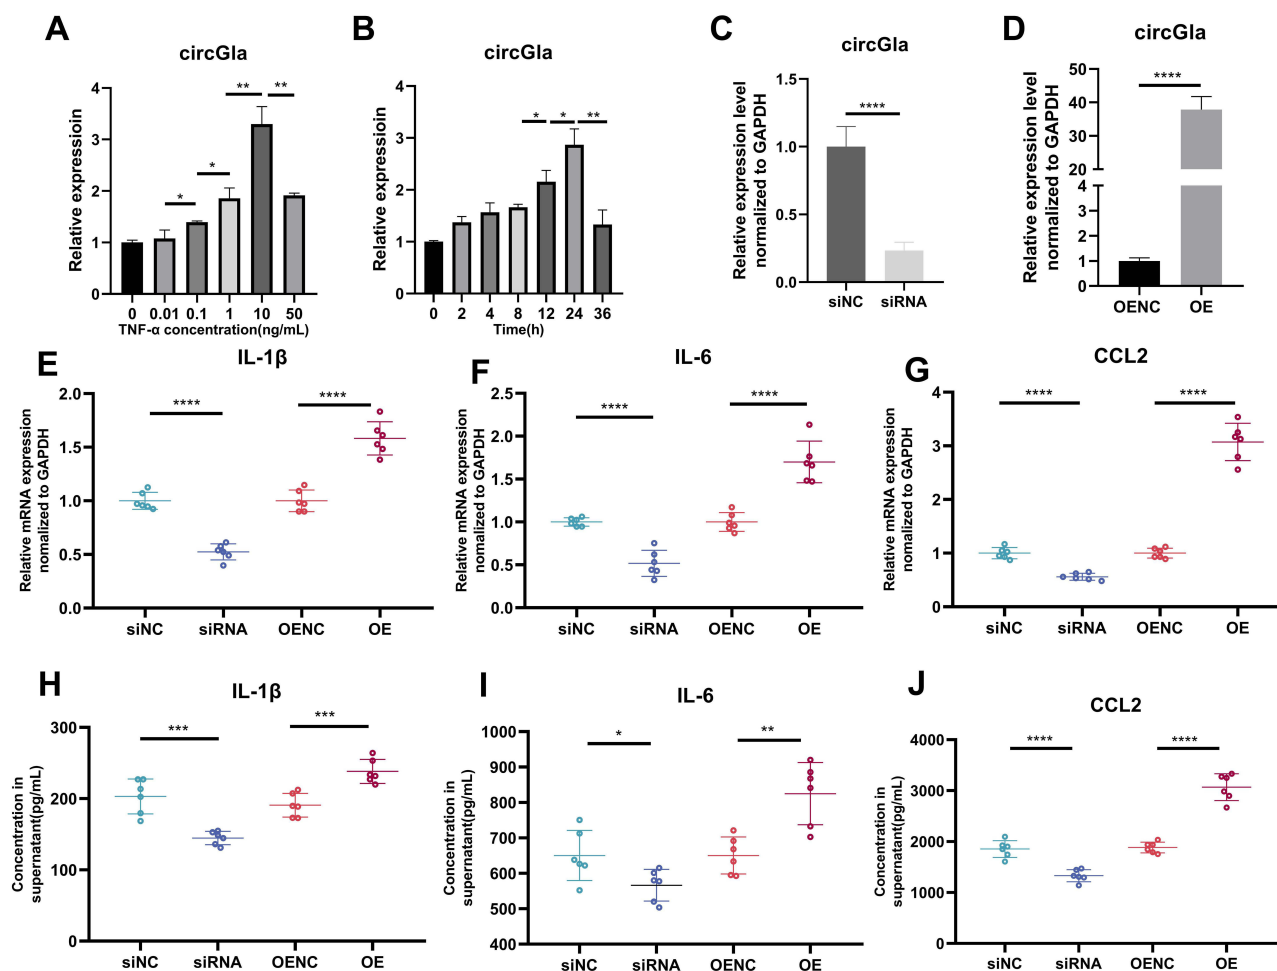 A
circGla
Relative expressioin
4
3
2
1
0
**
**
*
*
0 0.01 0.1 1 10 50
TNF-α concentration(ng/mL)
B
circGla
Relative expression
4
3
2
1
0
* * **
0 2 4 8 12 24 36
Time(h)
C
circGla
Relative expression level
normalized to GAPDH
1.5
1.0
0.5
0.0
****
siNC siRNA
D
circGla
Relative expression level
normalized to GAPDH
50
40
30
20
4
3
2
1
0
****
OENC OE
E
IL-1β
Relative mRNA expression
nomalized to GAPDH
2.0
1.5
1.0
0.5
0.0
**** ****
siNC siRNA OENC OE
F
IL-6
Relative mRNA expression
nomalized to GAPDH
2.5
2.0
1.5
1.0
0.5
0.0
**** ****
siNC siRNA OENC OE
G
CCL2
Relative mRNA expression
nomalized to GAPDH
4
3
2
1
0
**** ****
siNC siRNA OENC OE
H
IL-1β
Concentration in
supernatant(pg/mL)
300
200
100
0
*** ***
siNC siRNA OENC OE
I
IL-6
Concentration in
supernatant(pg/mL)
1000
900
800
700
600
500
400
* **
siNC siRNA OENC OE
J
CCL2
Concentration in
supernatant(pg/mL)
4000
3000
2000
1000
0
**** ****
siNC siRNA OENC OE